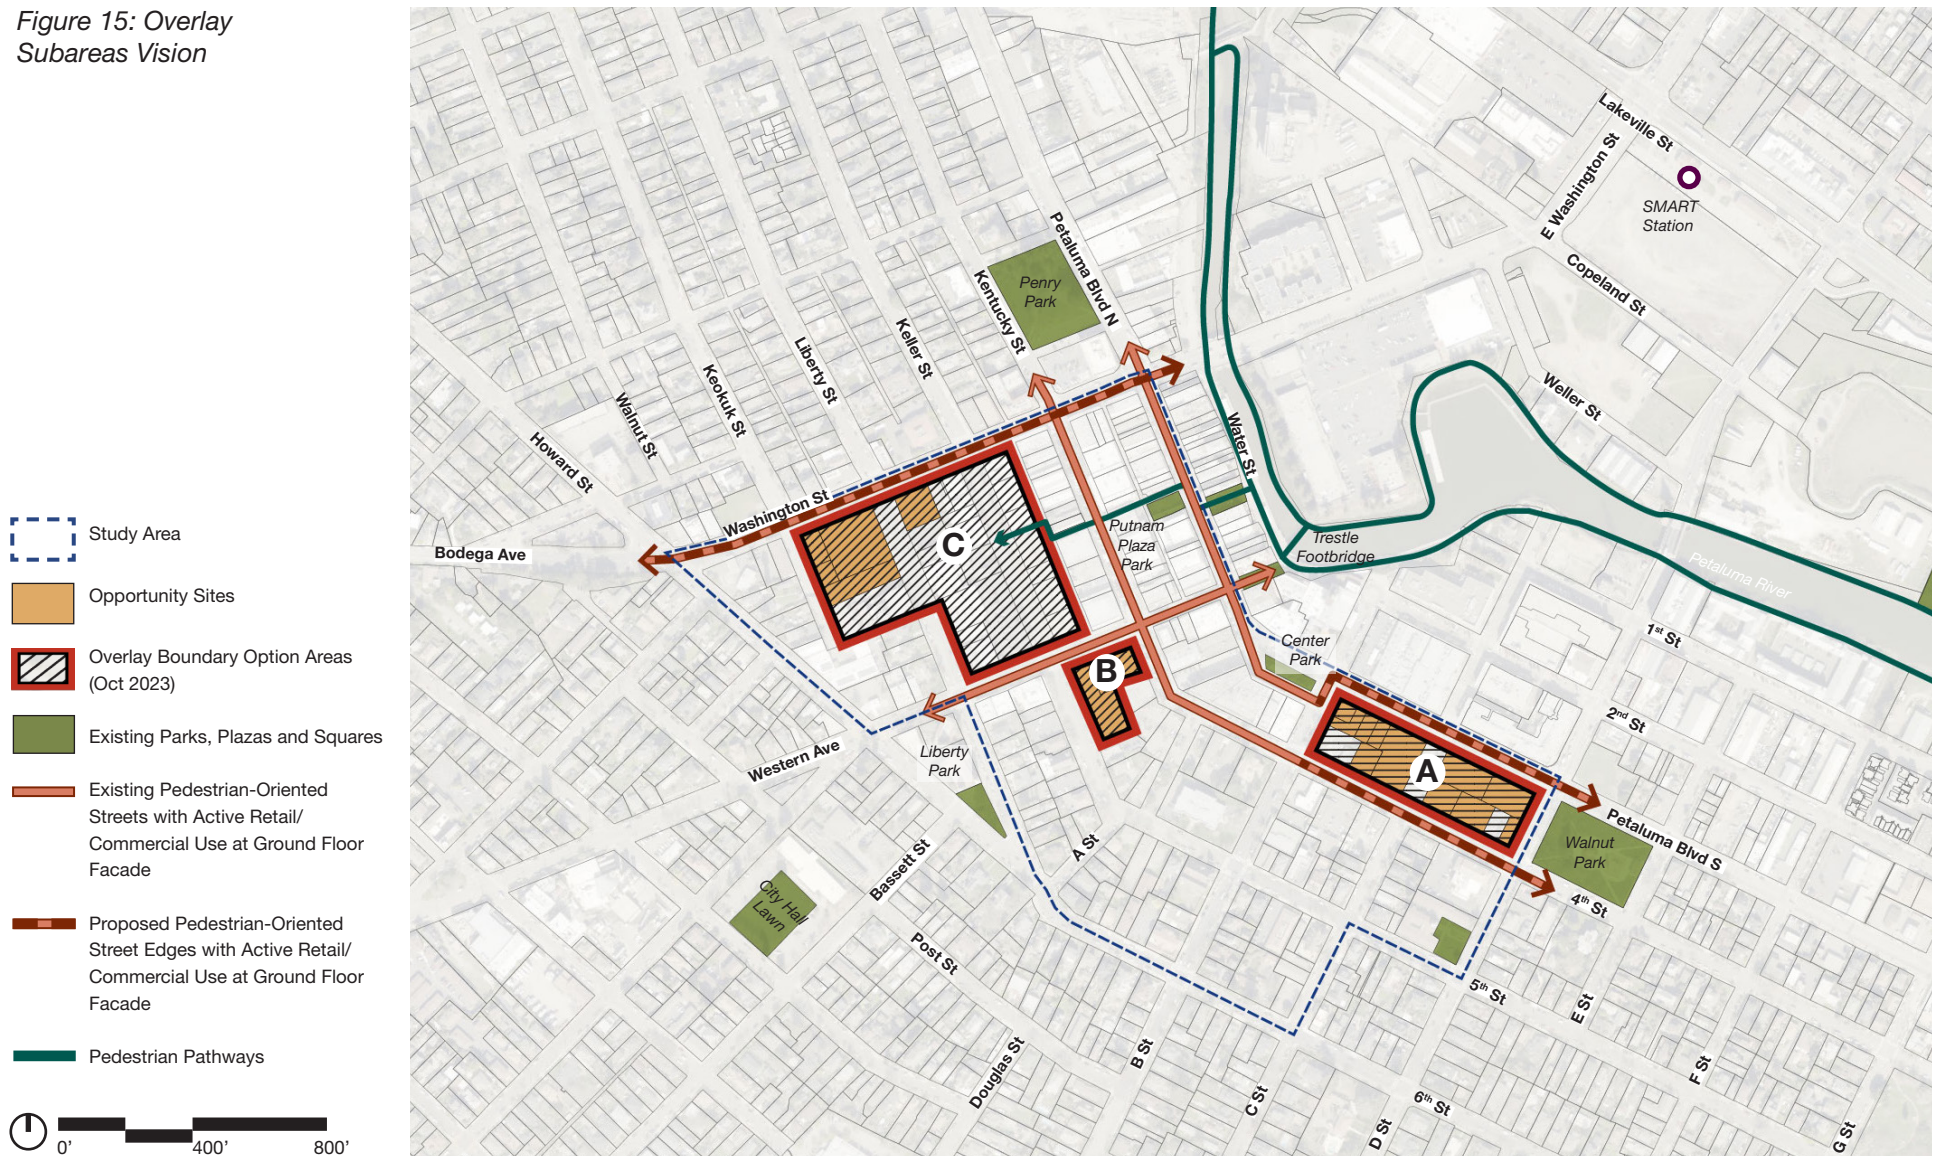 Figure 15: Overlay
Subareas Vision
Study Area
Opportunity Sites
Overlay Boundary Option Areas
(Oct 2023)
Existing Parks, Plazas and Squares
Existing Pedestrian-Oriented
Streets with Active Retail/
Commercial Use at Ground Floor
Facade
Proposed Pedestrian-Oriented
Street Edges with Active Retail/
Commercial Use at Ground Floor
Facade
Pedestrian Pathways
0’
400’
800’
Lakeville St
E Washington St
SMART
Station
Copeland St
Petaluma Blvd N
Penry
Park
Kentucky St
Keller St
Liberty St
Keokuk St
Walnut St
Howard St
Weller St
Water St
Washington St
Bodega Ave
C
Putnam
Plaza
Park
Trestle
Footbridge
Petaluma River
1st St
Center
Park
B
2nd St
A
Liberty
Park
Western Ave
Petaluma Blvd S
Walnut
Park
A St
Bassett St
City Hall
Lawn
4th St
Post St
5th St
E St
Douglas St
B St
C St
F St
6th St
D St
G St